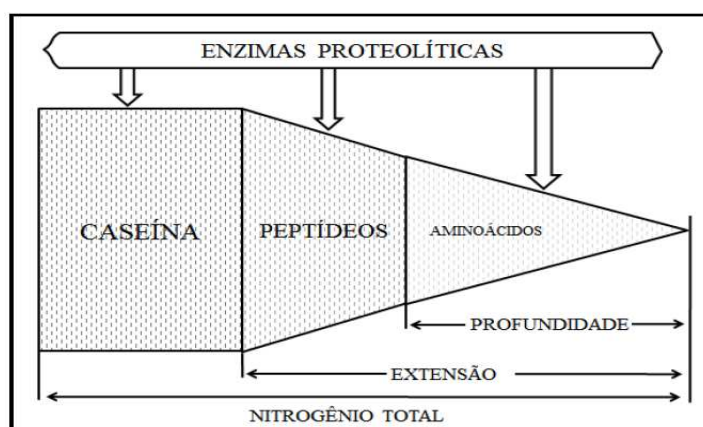 ENZIMAS PROTEOLÍTICAS
CASEÍNA
PEPTÍDEOS
AMINOÁCIDOS
PROFUNDIDADE
EXTENSÃO
NITROGÊNIO TOTAL